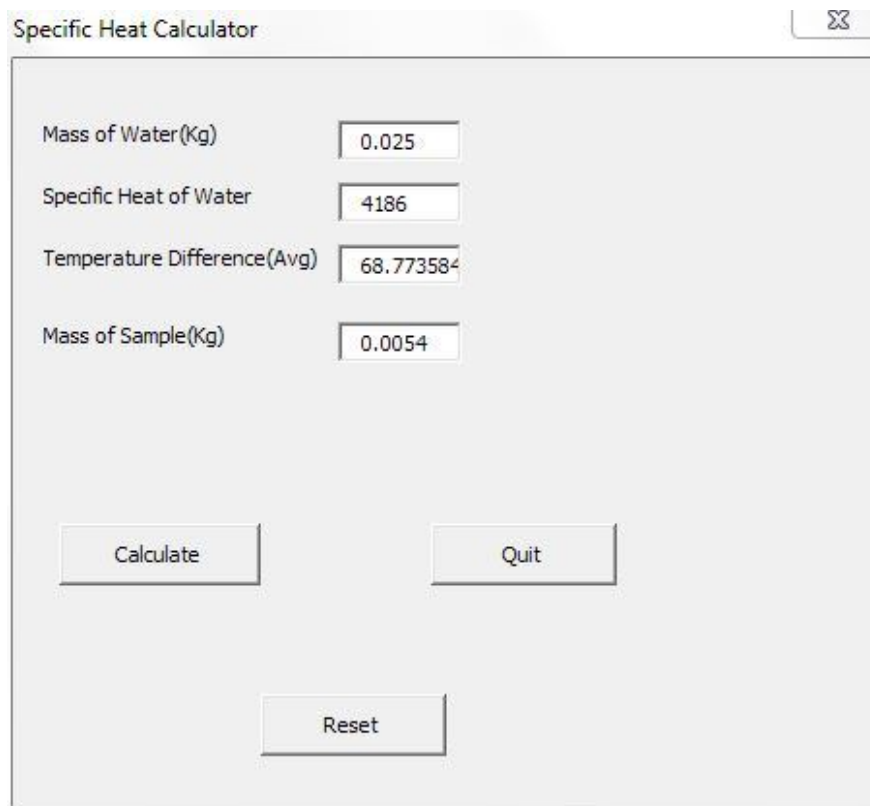 Specific Heat Calculator
Mass of Water(Kg) 0.025
Specific Heat of Water 4186
Temperature Difference(Avg) 68.773584
Mass of Sample(Kg) 0.0054
Calculate Quit
Reset